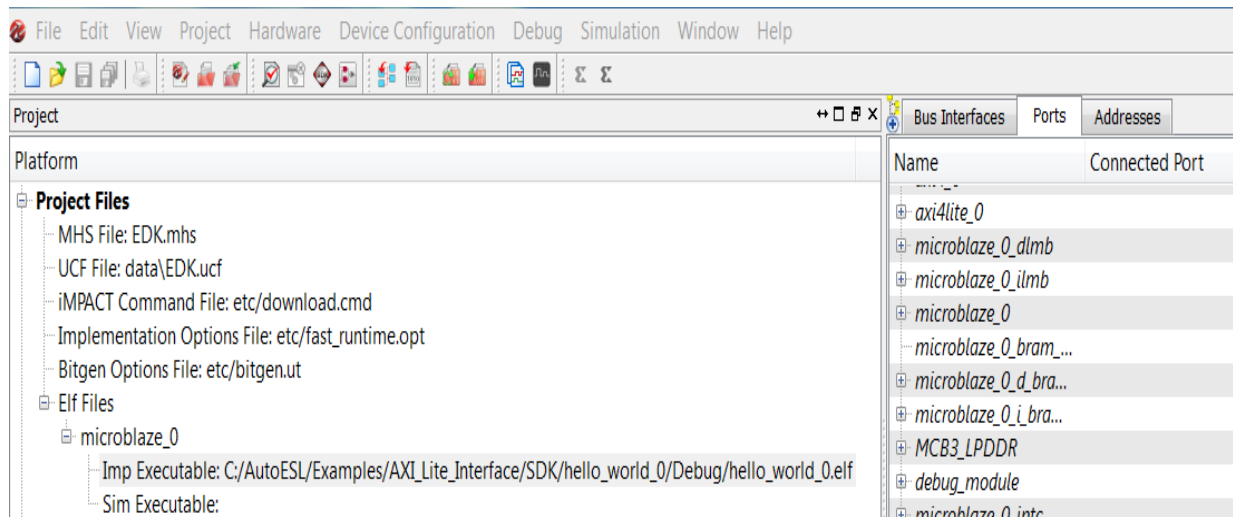 File Edit View Project Hardware Device Configuration Debug Simulation Window Help
Project
Platform
Project Files
MHS File: EDK.mhs
UCF File: data\EDK.ucf
iMPACT Command File: etc/download.cmd
Implementation Options File: etc/fast_runtime.opt
Bitgen Options File: etc/bitgen.ut
Elf Files
microblaze_0
Imp Executable: C:/AutoESL/Examples/AXI_Lite_Interface/SDK/hello_world_0/Debug/hello_world_0.elf
Sim Executable:
Bus Interfaces Ports Addresses
Name Connected Port
axi4lite_0
microblaze_0_dlmb
microblaze_0_ilmb
microblaze_0
microblaze_0_bram_...
microblaze_0_d_bra...
microblaze_0_i_bra...
MCB3_LPDDR
debug_module
microblaze_0_intc